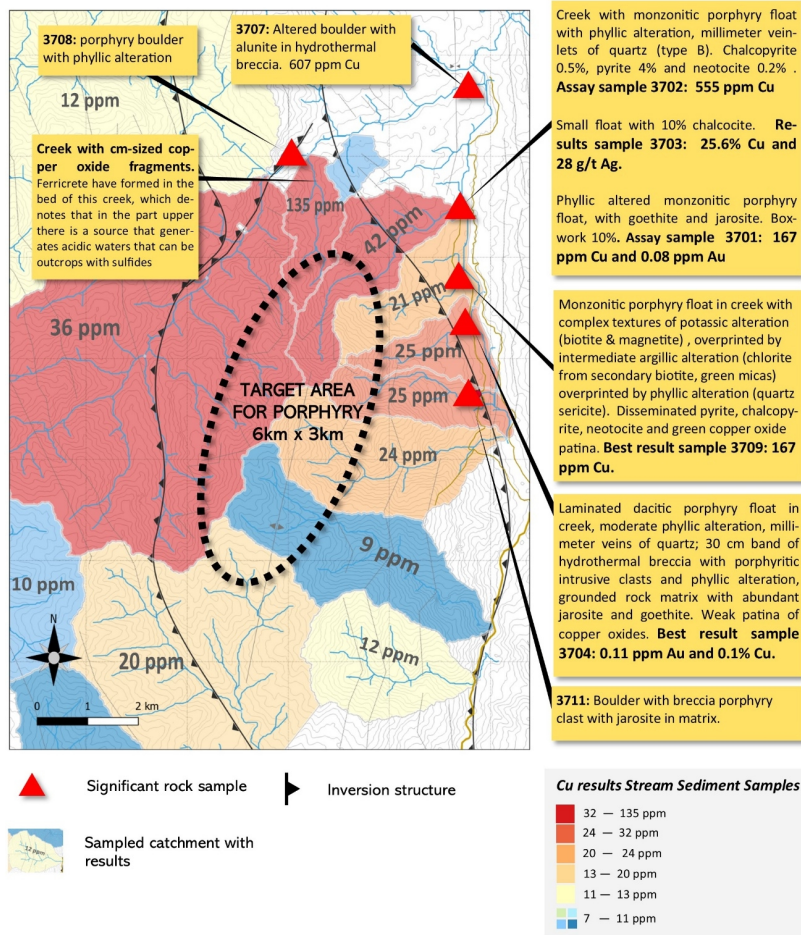 3708: porphyry boulder
with phyllic alteration
3707: Altered boulder with
alunite in hydrothermal
breccia. 607 ppm Cu
Creek with cm-sized cop-
per oxide fragments.
Ferricrete have formed in the
bed of this creek, which de-
notes that in the part upper
there is a source that gener-
ates acidic waters that can be
outcrops with sulfides
12 ppm
135 ppm
42 ppm
36 ppm
21 ppm
25 ppm
25 ppm
24 ppm
TARGET AREA
FOR PORPHYRY
6km x 3km
9 ppm
10 ppm
12 ppm
20 ppm
N
0 1 2 km
Creek with monzonitic porphyry float
with phyllic alteration, millimeter vein-
lets of quartz (type B). Chalcopyrite
0.5%, pyrite 4% and neotocite 0.2% .
Assay sample 3702: 555 ppm Cu
Small float with 10% chalcocite. Re-
sults sample 3703: 25.6% Cu and
28 g/t Ag.
Phyllic altered monzonitic porphyry
float, with goethite and jarosite. Box-
work 10%. Assay sample 3701: 167
ppm Cu and 0.08 ppm Au
Monzonitic porphyry float in creek with
complex textures of potassic alteration
(biotite & magnetite) , overprinted by
intermediate argillic alteration (chlorite
from secondary biotite, green micas)
overprinted by phyllic alteration (quartz
sericite). Disseminated pyrite, chalcopy-
rite, neotocite and green copper oxide
patina. Best result sample 3709: 167
ppm Cu.
Laminated dacitic porphyry float in
creek, moderate phyllic alteration, milli-
meter veins of quartz; 30 cm band of
hydrothermal breccia with porphyritic
intrusive clasts and phyllic alteration,
grounded rock matrix with abundant
jarosite and goethite. Weak patina of
copper oxides. Best result sample
3704: 0.11 ppm Au and 0.1% Cu.
3711: Boulder with breccia porphyry
clast with jarosite in matrix.
Significant rock sample
Inversion structure
12 ppm
Sampled catchment with
results
Cu results Stream Sediment Samples
32 — 135 ppm
24 — 32 ppm
20 — 24 ppm
13 — 20 ppm
11 — 13 ppm
7 — 11 ppm